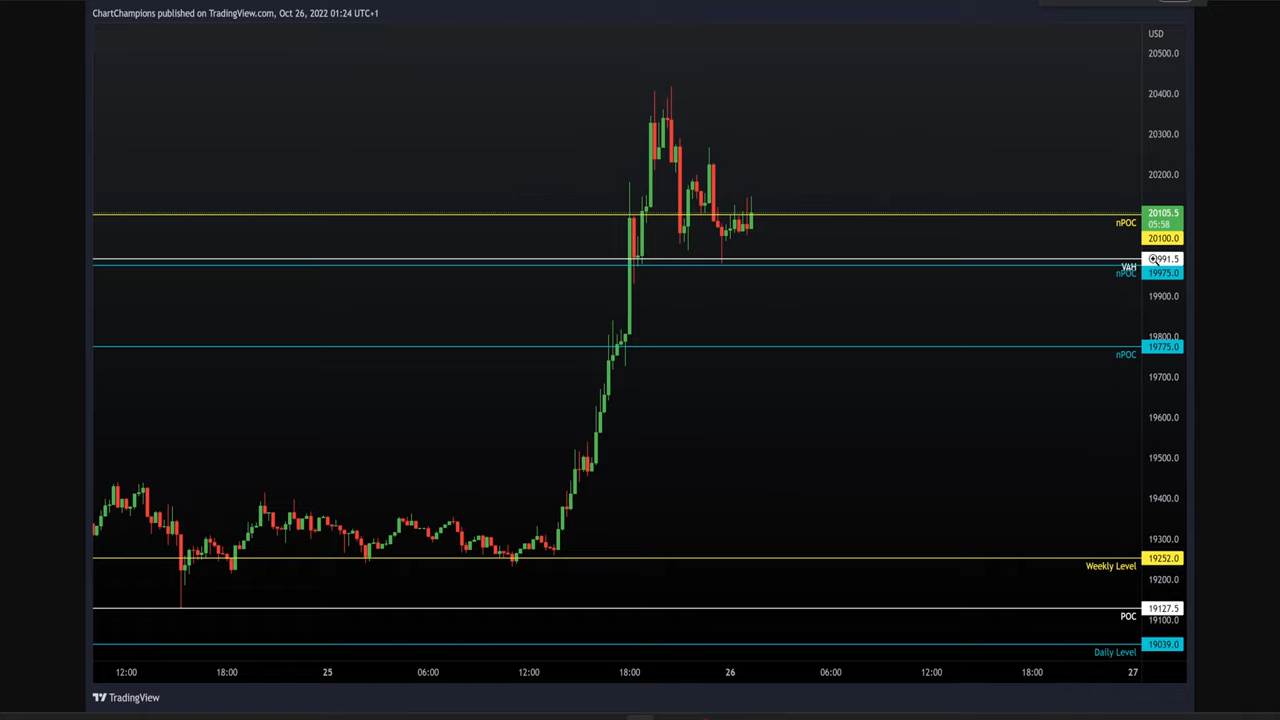 ChartChampions published on TradingView.com, Oct 26, 2022 01:24 UTC+1
USD
20500.0
20400.0
20300.0
20200.0
20105.5
05:58
nPOC
20100.0
991.5
VAH
nPOC 19975.0
19900.0
19800.0
19775.0
nPOC
19700.0
19600.0
19500.0
19400.0
19300.0
19252.0
Weekly Level
19200.0
19127.5
POC
19100.0
19039.0
Daily Level
12:00 18:00 25 06:00 12:00 18:00 26 06:00 12:00 18:00 27
TradingView